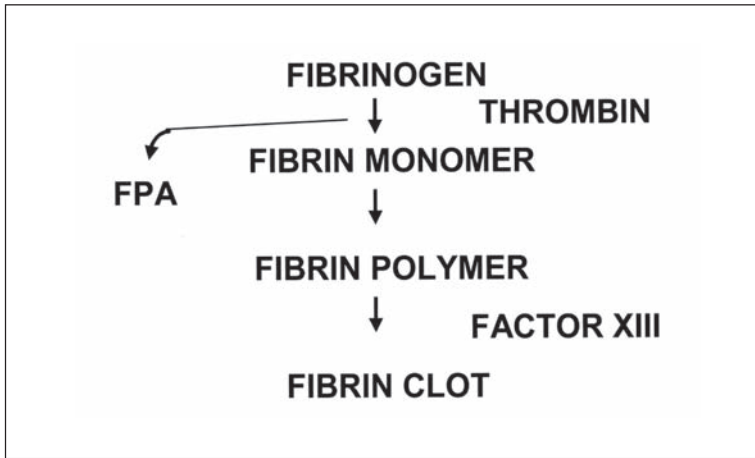 FIBRINOGEN
THROMBIN
FIBRIN MONOMER
FPA
FIBRIN POLYMER
FACTOR XIII
FIBRIN CLOT